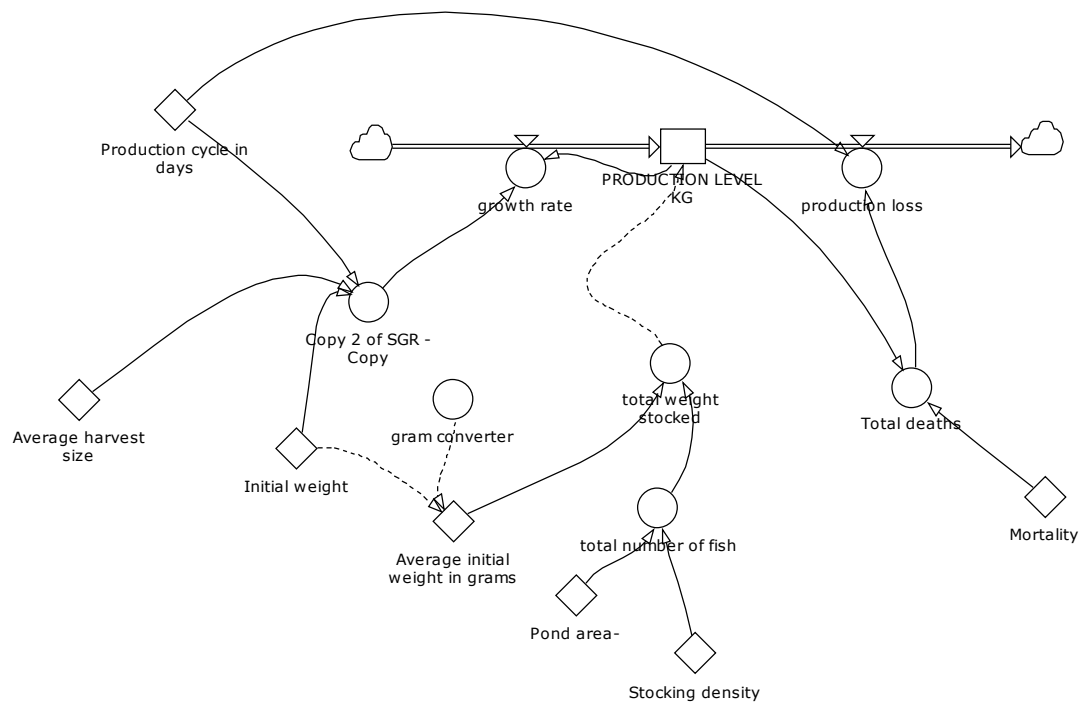 Production cycle in
days
PRODUCTION LEVEL
KG
growth rate
production loss
Copy 2 of SGR -
Copy
total weight
stocked
Total deaths
Average harvest
size
gram converter
Initial weight
Mortality
total number of fish
Average initial
weight in grams
Pond area-
Stocking density